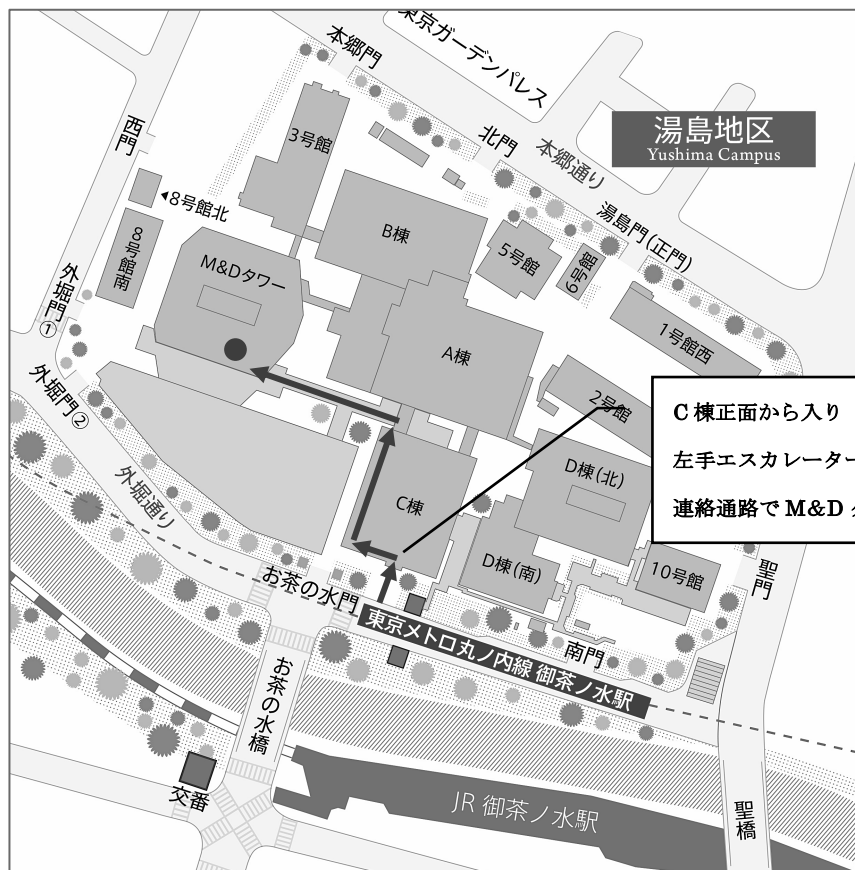 東京ガーデンパレス
本郷門
湯島地区
Yushima Campus
西門
3号館
北門
本郷通り
◀8号館北
湯島門(正門)
B棟
5号館
6号館
8号館南
M&Dタワー
外堀門①
1号館西
A棟
外堀門②
2号館
C棟正面から入り
左手エスカレーター
連絡通路でM&D
D棟(北)
外堀通り
C棟
D棟(南)
10号館
聖門
お茶の水門
東京メトロ丸ノ内線 御茶ノ水駅
南門
お茶の水橋
交番
JR 御茶ノ水駅
聖橋